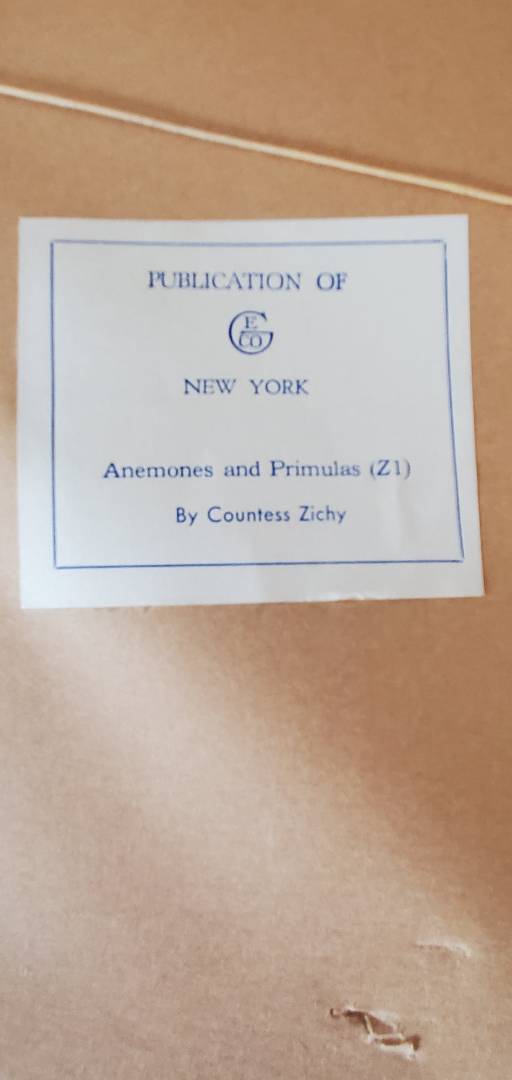 PUBLICATION OF
G E CO
NEW YORK
Anemones and Primulas (Z1)
By Countess Zichy